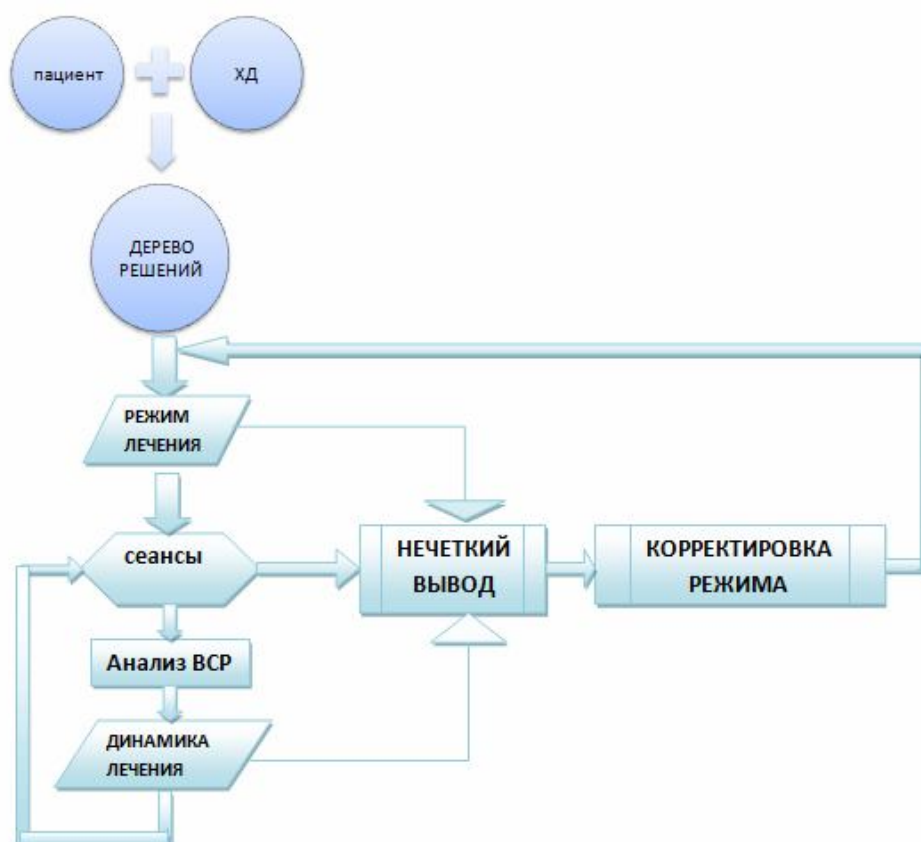 пациент
ХД
ДЕРЕВО
РЕШЕНИЙ
РЕЖИМ
ЛЕЧЕНИЯ
сеансы
НЕЧЕТКИЙ
ВЫВОД
КОРРЕКТИРОВКА
РЕЖИМА
Анализ ВСР
ДИНАМИКА
ЛЕЧЕНИЯ